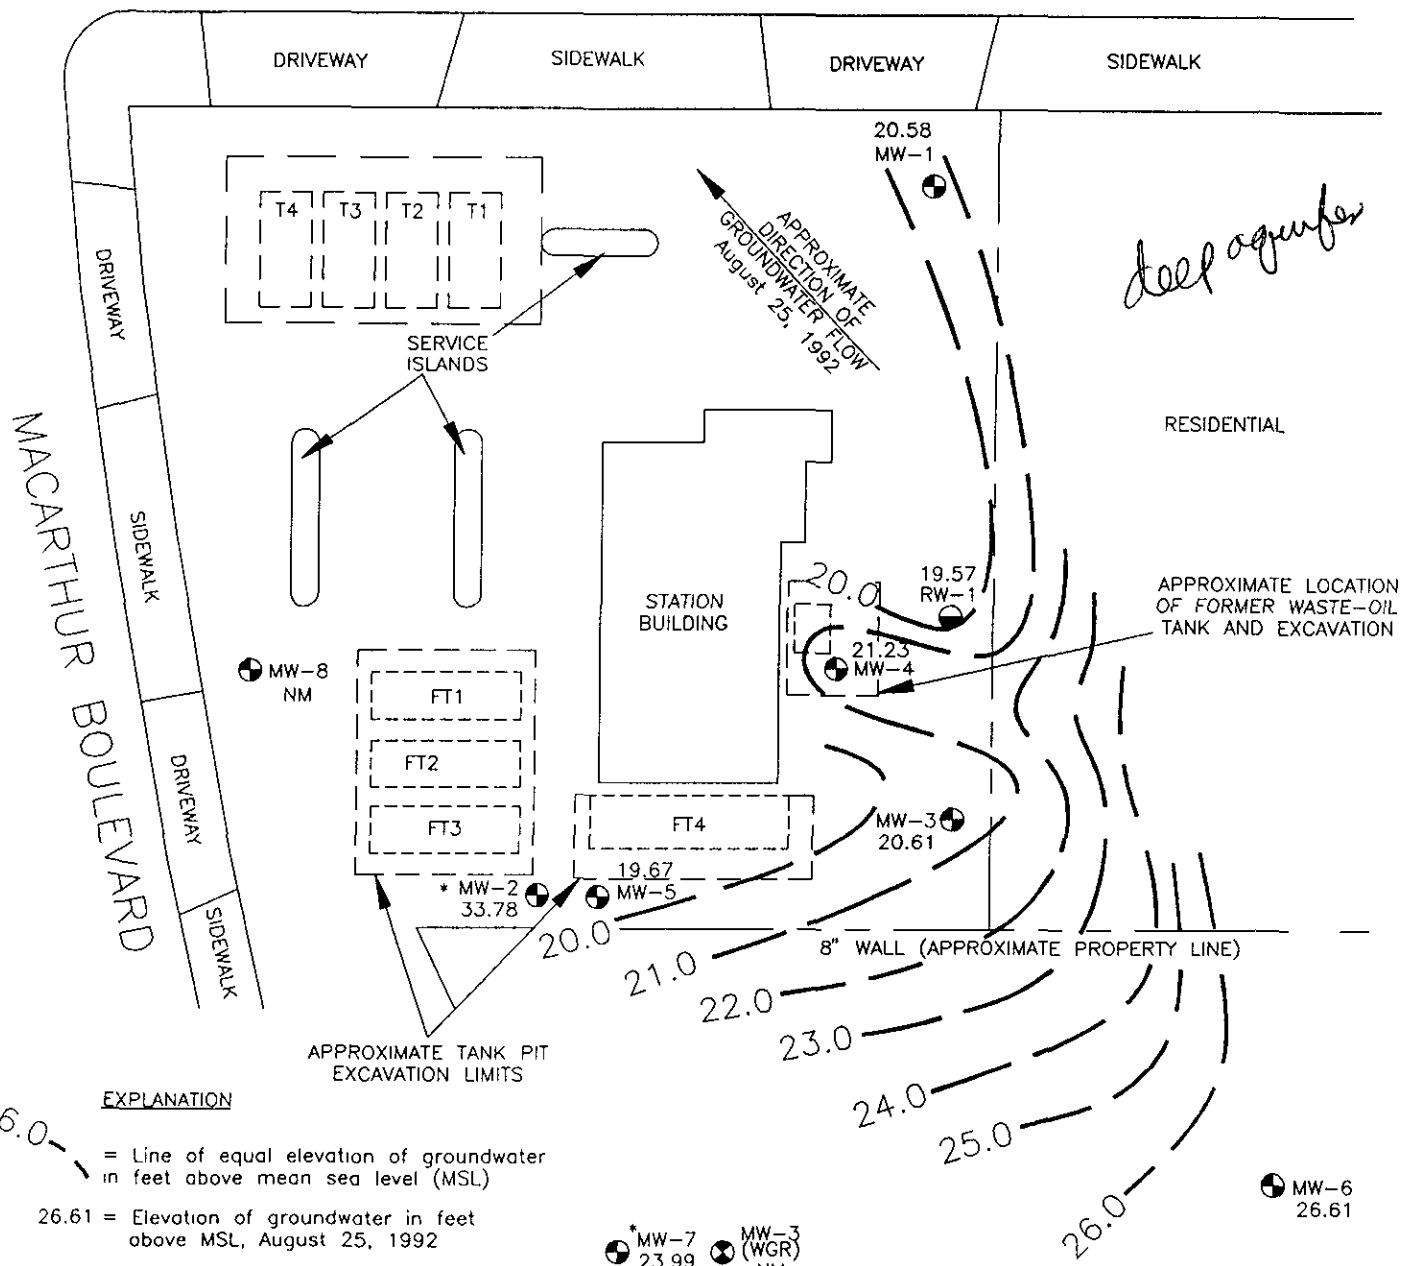 DRIVEWAY
SIDEWALK
DRIVEWAY
SIDEWALK
20.58
MW-1
T4
T3
T2
T1
APPROXIMATE
DIRECTION OF
GROUNDWATER FLOW
August 25, 1992
deep aquifer
DRIVEWAY
SERVICE
ISLANDS
RESIDENTIAL
MACARTHUR BOULEVARD
SIDEWALK
STATION
BUILDING
20.0
19.57
RW-1
APPROXIMATE LOCATION
OF FORMER WASTE-OIL
TANK AND EXCAVATION
21.23
MW-4
MW-8
NM
FT1
FT2
FT3
FT4
DRIVEWAY
MW-3
20.61
* MW-2
33.78
19.67
MW-5
SIDEWALK
20.0
8" WALL (APPROXIMATE PROPERTY LINE)
21.0
22.0
23.0
24.0
25.0
26.0
APPROXIMATE TANK PIT
EXCAVATION LIMITS
EXPLANATION
6.0
= Line of equal elevation of groundwater
in feet above mean sea level (MSL)
26.61 = Elevation of groundwater in feet
above MSL, August 25, 1992
*MW-7
23.99
MW-3
(WGR)
NM
MW-6
26.61